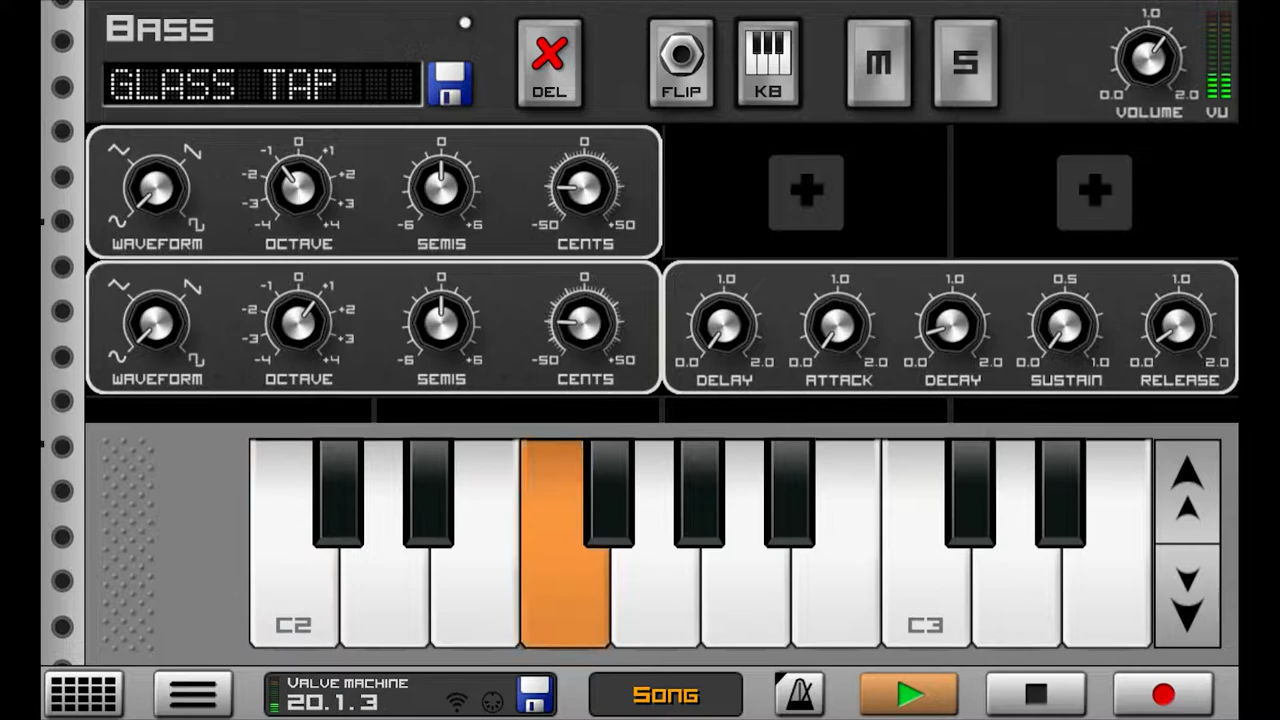 BASS
GLASS TAP
DEL
FLIP
KB
M
S
1.0
0.0 2.0
VOLUME VU
0
-1 +1
-2 +2
-3 +3
-4 +4
0
-6 +6
0
-50 +50
WAVEFORM OCTAVE SEMIS CENTS
0
-1 +1
-2 +2
-3 +3
-4 +4
0
-6 +6
0
-50 +50
WAVEFORM OCTAVE SEMIS CENTS
1.0 1.0 1.0 0.5 1.0
0.0 2.0 0.0 2.0 0.0 2.0 0.0 1.0 0.0 2.0
DELAY ATTACK DECAY SUSTAIN RELEASE
C2 C3
VALVE MACHINE
20.1.3
SONG